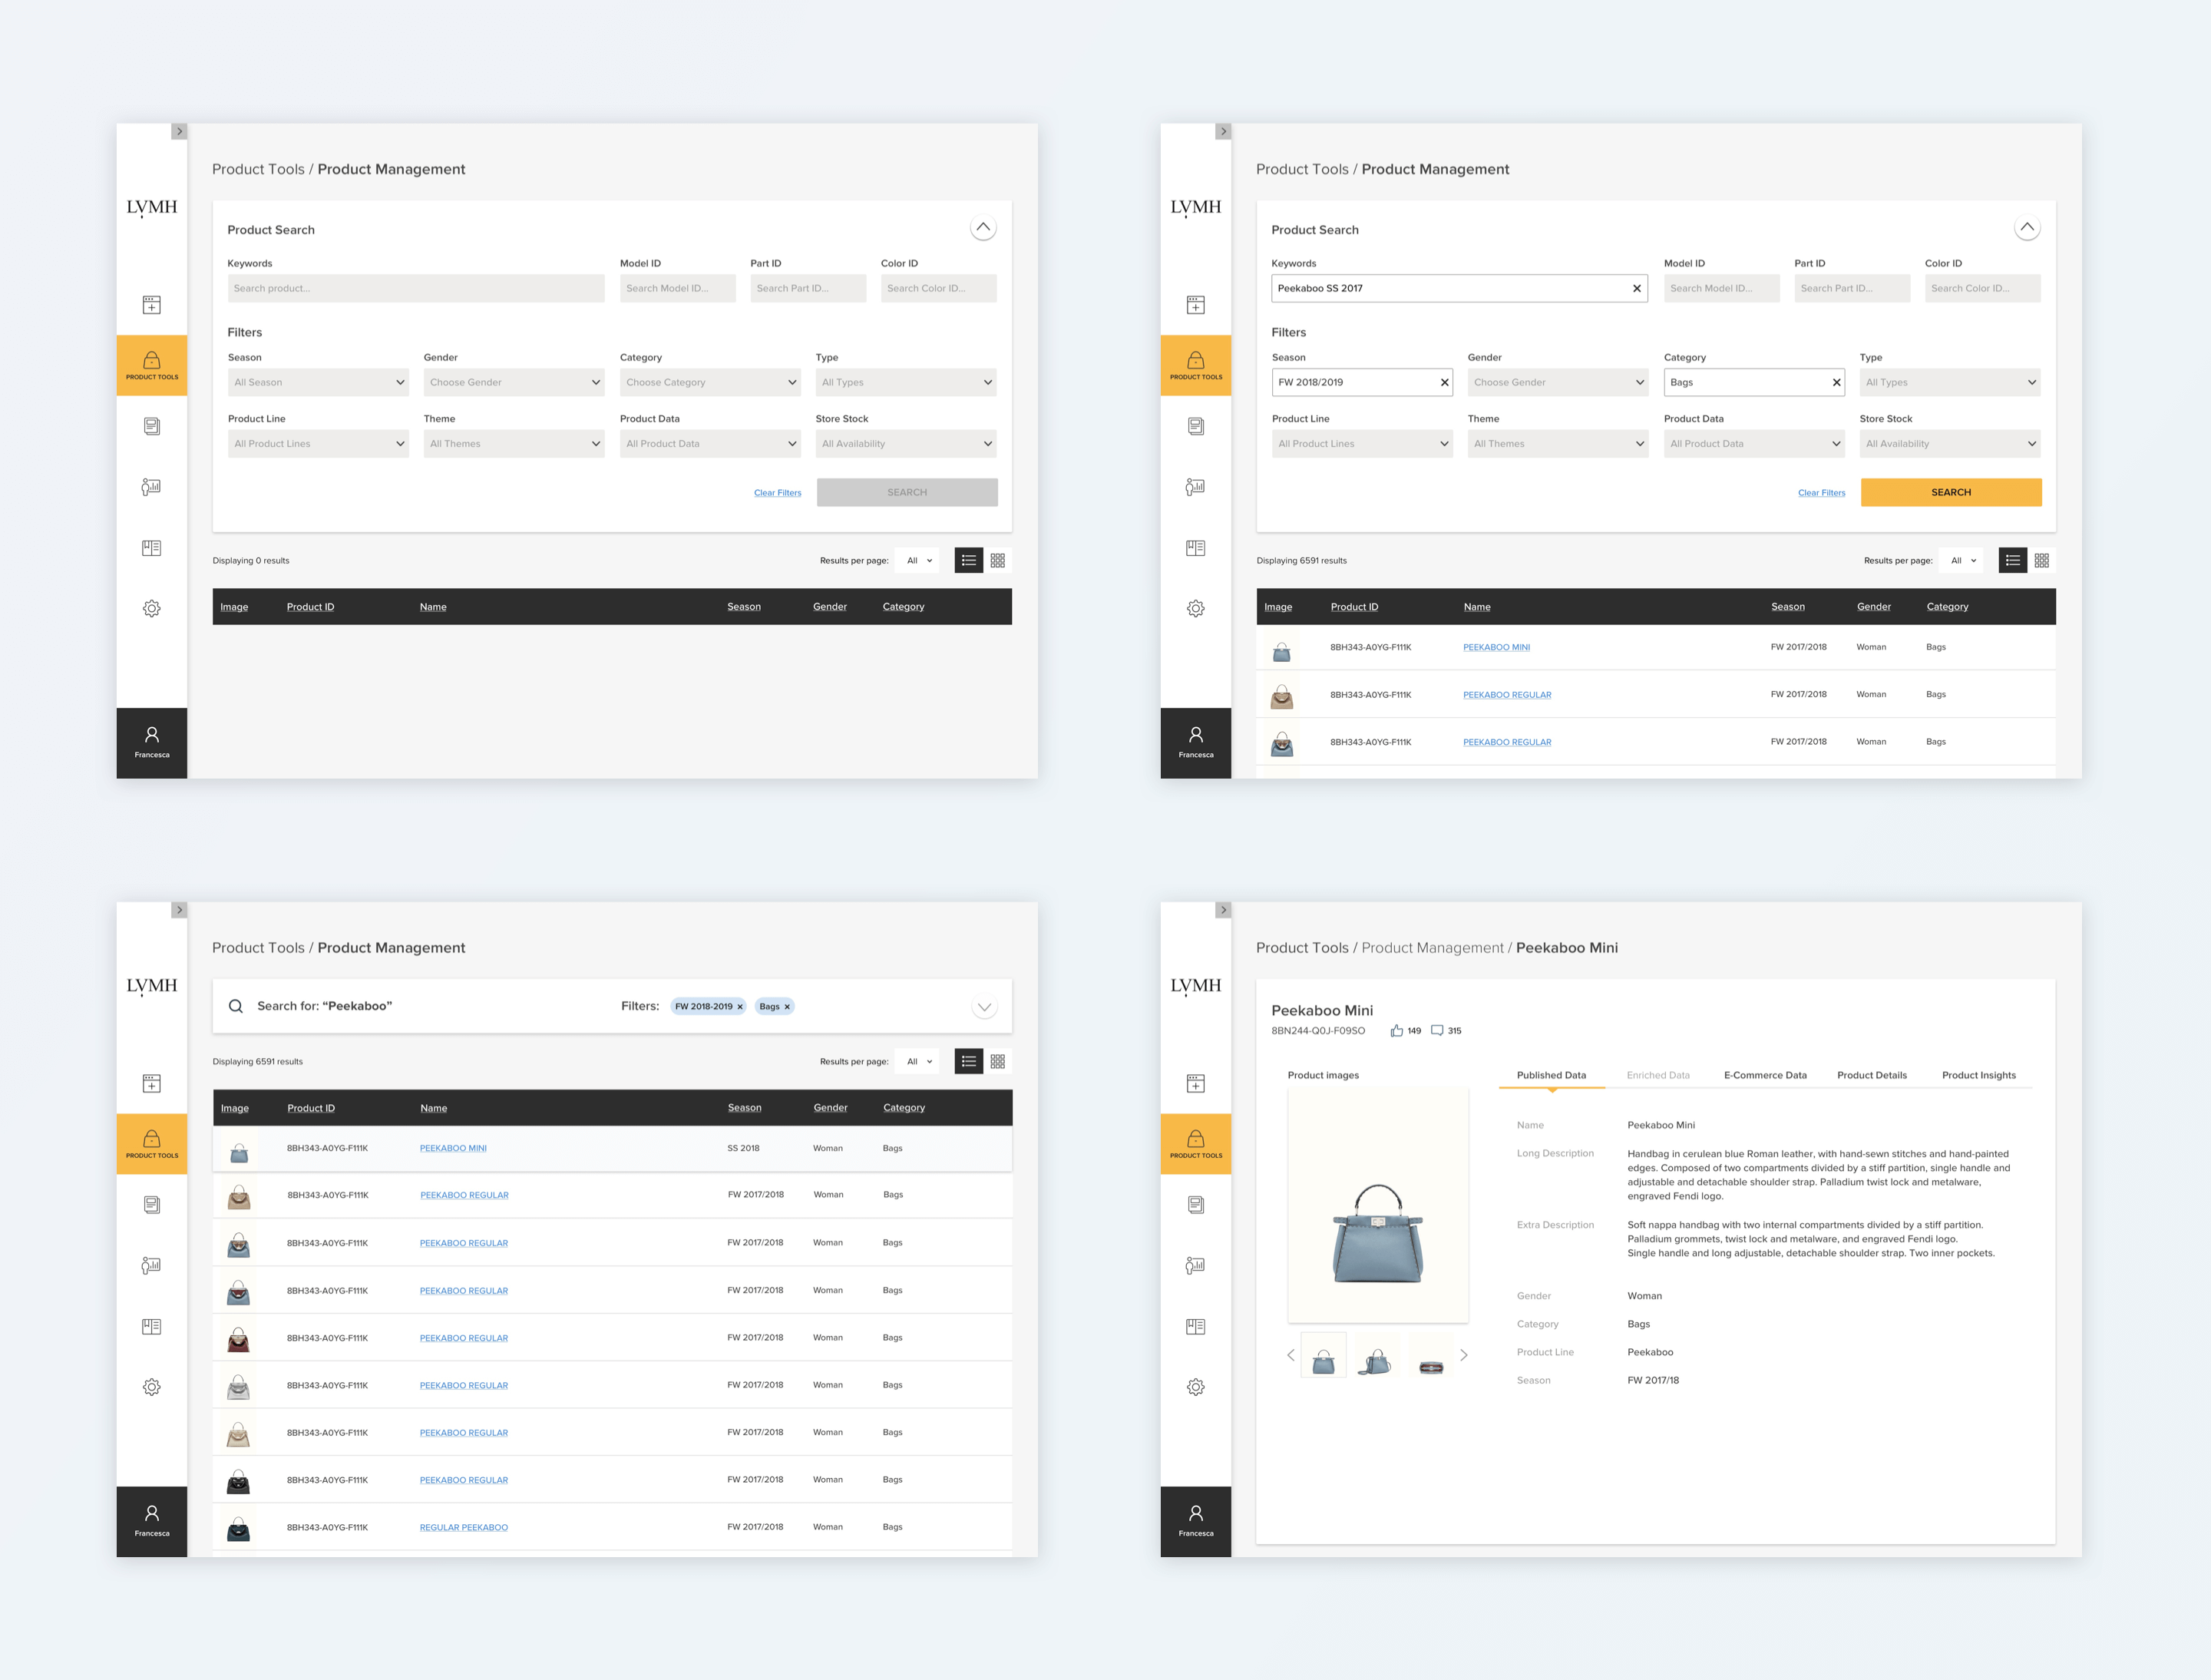 Product Tools / Product Management
LVMH
Product Search
Keywords Model ID Part ID Color ID
Search product... Search Model ID... Search Part ID... Search Color ID...
Filters
Season Gender Category Type
All Season Choose Gender Choose Category All Types
PRODUCT TOOLS
Product Line Theme Product Data Store Stock
All Product Lines All Themes All Product Data All Availability
Clear Filters SEARCH
Displaying 0 results Results per page: All
Image Product ID Name Season Gender Category
Francesca
Product Tools / Product Management
LVMH
Product Search
Keywords Model ID Part ID Color ID
Peekaboo SS 2017 Search Model ID... Search Part ID... Search Color ID...
Filters
Season Gender Category Type
FW 2018/2019 Choose Gender Bags All Types
PRODUCT TOOLS
Product Line Theme Product Data Store Stock
All Product Lines All Themes All Product Data All Availability
Clear Filters SEARCH
Displaying 6591 results Results per page: All
Image Product ID Name Season Gender Category
8BH343-A0YG-F111K PEEKABOO MINI FW 2017/2018 Woman Bags
8BH343-A0YG-F111K PEEKABOO REGULAR FW 2017/2018 Woman Bags
8BH343-A0YG-F111K PEEKABOO REGULAR FW 2017/2018 Woman Bags
Francesca
Product Tools / Product Management
LVMH
Search for: “Peekaboo” Filters: FW 2018-2019 Bags
Displaying 6591 results Results per page: All
Image Product ID Name Season Gender Category
8BH343-A0YG-F111K PEEKABOO MINI SS 2018 Woman Bags
PRODUCT TOOLS
8BH343-A0YG-F111K PEEKABOO REGULAR FW 2017/2018 Woman Bags
8BH343-A0YG-F111K PEEKABOO REGULAR FW 2017/2018 Woman Bags
8BH343-A0YG-F111K PEEKABOO REGULAR FW 2017/2018 Woman Bags
8BH343-A0YG-F111K PEEKABOO REGULAR FW 2017/2018 Woman Bags
8BH343-A0YG-F111K PEEKABOO REGULAR FW 2017/2018 Woman Bags
8BH343-A0YG-F111K PEEKABOO REGULAR FW 2017/2018 Woman Bags
8BH343-A0YG-F111K PEEKABOO REGULAR FW 2017/2018 Woman Bags
8BH343-A0YG-F111K REGULAR PEEKABOO FW 2017/2018 Woman Bags
Francesca
Product Tools / Product Management / Peekaboo Mini
LVMH
Peekaboo Mini
8BN244-Q0J-F09SO 149 315
Product images Published Data Enriched Data E-Commerce Data Product Details Product Insights
Name Peekaboo Mini
PRODUCT TOOLS
Long Description Handbag in cerulean blue Roman leather, with hand-sewn stitches and hand-painted
edges. Composed of two compartments divided by a stiff partition, single handle and
adjustable and detachable shoulder strap. Palladium twist lock and metalware,
engraved Fendi logo.
Extra Description Soft nappa handbag with two internal compartments divided by a stiff partition.
Palladium grommets, twist lock and metalware, and engraved Fendi logo.
Single handle and long adjustable, detachable shoulder strap. Two inner pockets.
Gender Woman
Category Bags
Product Line Peekaboo
Season FW 2017/18
Francesca